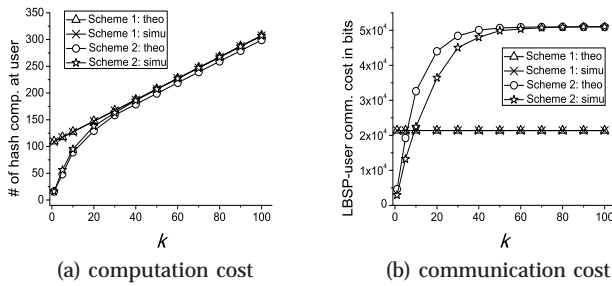 # of hash comp. at user
400
350
300
250
200
150
100
50
0
Scheme 1: theo
Scheme 1: simu
Scheme 2: theo
Scheme 2: simu
0 20 40 60 80 100
k
(a) computation cost
LBSP-user comm. cost in bits
5x10⁴
4x10⁴
3x10⁴
2x10⁴
1x10⁴
0
Scheme 1: theo
Scheme 1: simu
Scheme 2: theo
Scheme 2: simu
0 20 40 60 80 100
k
(b) communication cost